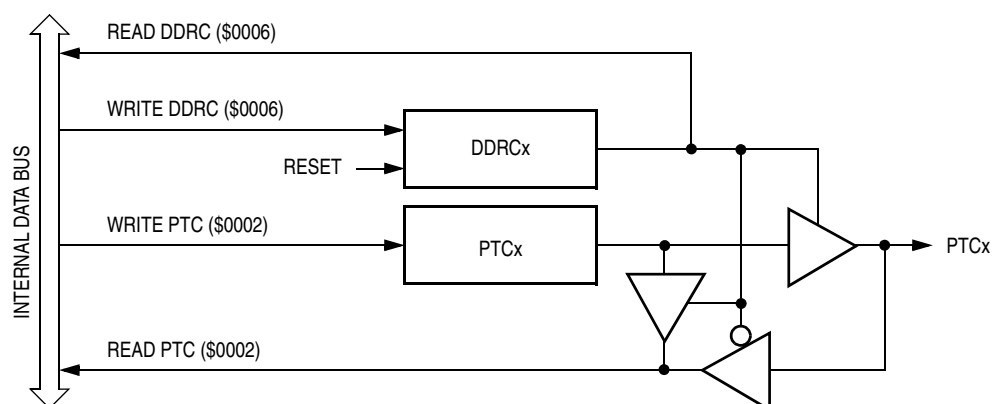 READ DDRC ($0006)
WRITE DDRC ($0006)
DDRCx
RESET
INTERNAL DATA BUS
WRITE PTC ($0002)
PTCx
PTCx
READ PTC ($0002)